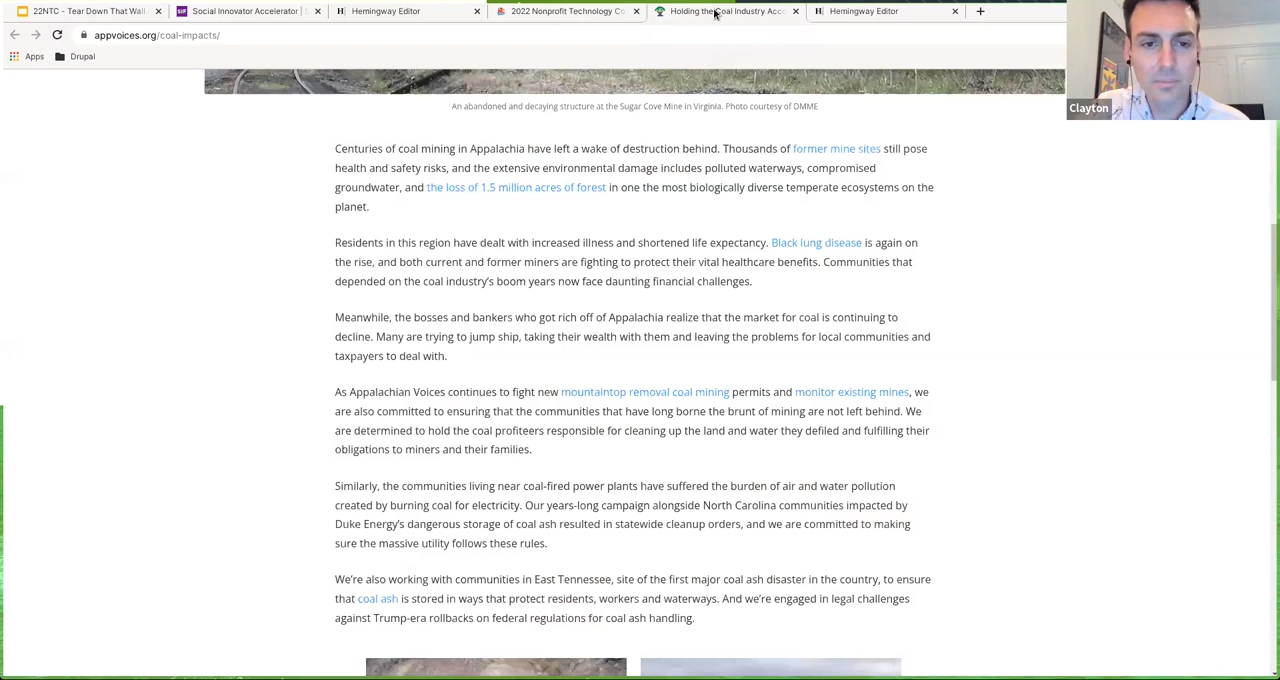 22NTC - Tear Down That Wall
Social Innovator Accelerator |
Hemingway Editor
2022 Nonprofit Technology Co
Holding the Coal Industry Acco
Hemingway Editor
appvoices.org/coal-impacts/
Apps
Drupal
Clayton
An abandoned and decaying structure at the Sugar Cove Mine in Virginia. Photo courtesy of DMME
Centuries of coal mining in Appalachia have left a wake of destruction behind. Thousands of former mine sites still pose
health and safety risks, and the extensive environmental damage includes polluted waterways, compromised
groundwater, and the loss of 1.5 million acres of forest in one the most biologically diverse temperate ecosystems on the
planet.
Residents in this region have dealt with increased illness and shortened life expectancy. Black lung disease is again on
the rise, and both current and former miners are fighting to protect their vital healthcare benefits. Communities that
depended on the coal industry's boom years now face daunting financial challenges.
Meanwhile, the bosses and bankers who got rich off of Appalachia realize that the market for coal is continuing to
decline. Many are trying to jump ship, taking their wealth with them and leaving the problems for local communities and
taxpayers to deal with.
As Appalachian Voices continues to fight new mountaintop removal coal mining permits and monitor existing mines, we
are also committed to ensuring that the communities that have long borne the brunt of mining are not left behind. We
are determined to hold the coal profiteers responsible for cleaning up the land and water they defiled and fulfilling their
obligations to miners and their families.
Similarly, the communities living near coal-fired power plants have suffered the burden of air and water pollution
created by burning coal for electricity. Our years-long campaign alongside North Carolina communities impacted by
Duke Energy's dangerous storage of coal ash resulted in statewide cleanup orders, and we are committed to making
sure the massive utility follows these rules.
We're also working with communities in East Tennessee, site of the first major coal ash disaster in the country, to ensure
that coal ash is stored in ways that protect residents, workers and waterways. And we're engaged in legal challenges
against Trump-era rollbacks on federal regulations for coal ash handling.